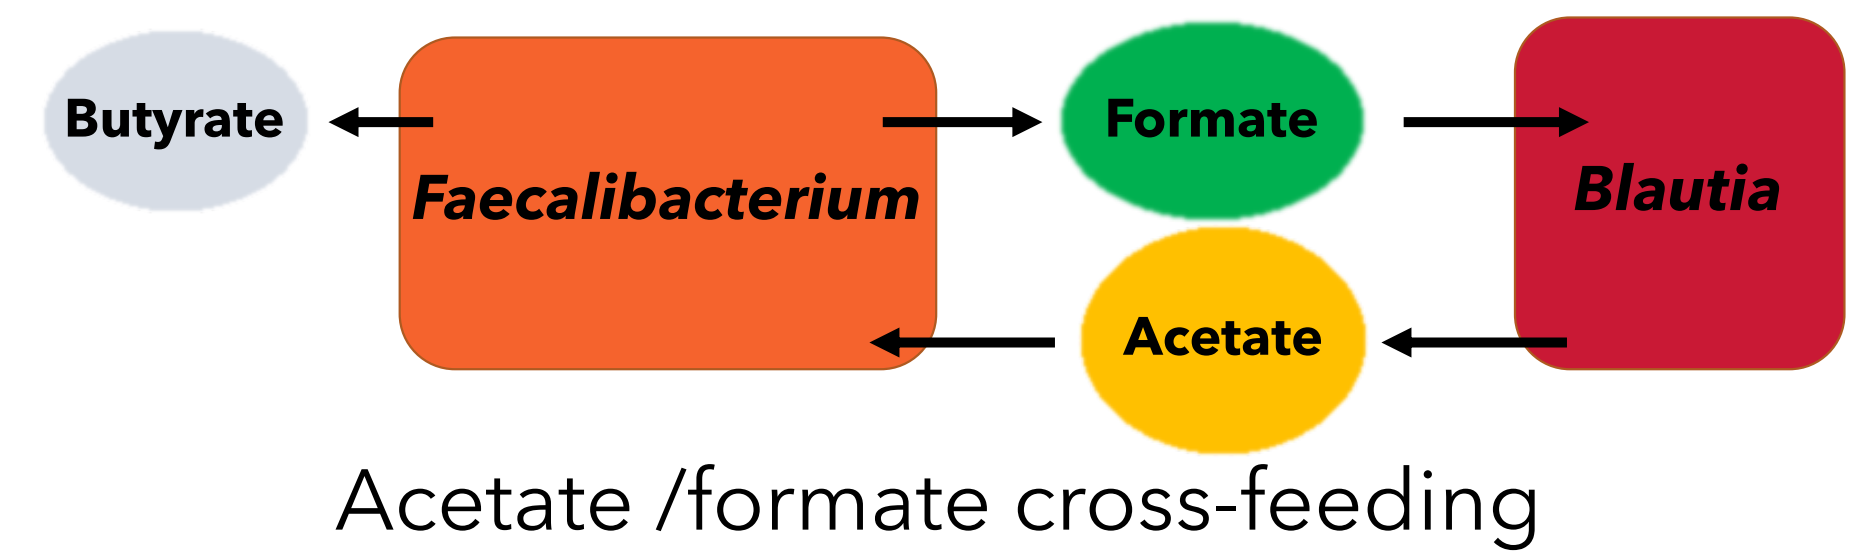 Butyrate
Faecalibacterium
Formate
Blautia
Acetate
Acetate /formate cross-feeding